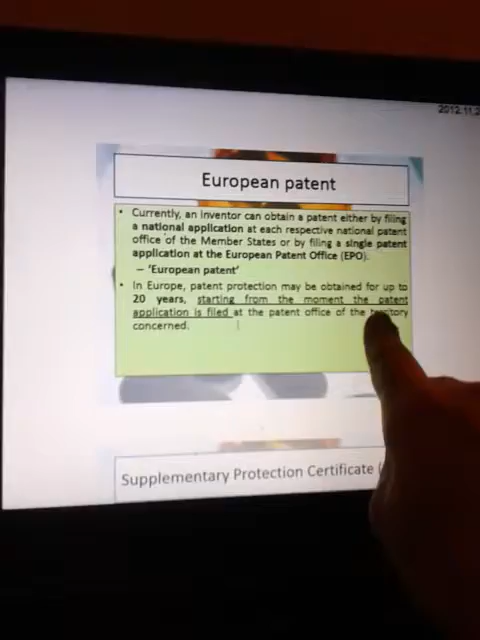 2012.11.2
European patent
• Currently, an inventor can obtain a patent either by filing
a national application at each respective national patent
office of the Member States or by filing a single patent
application at the European Patent Office (EPO).
– 'European patent'
• In Europe, patent protection may be obtained for up to
20 years, starting from the moment the patent
application is filed at the patent office of the territory
concerned.
Supplementary Protection Certificate (